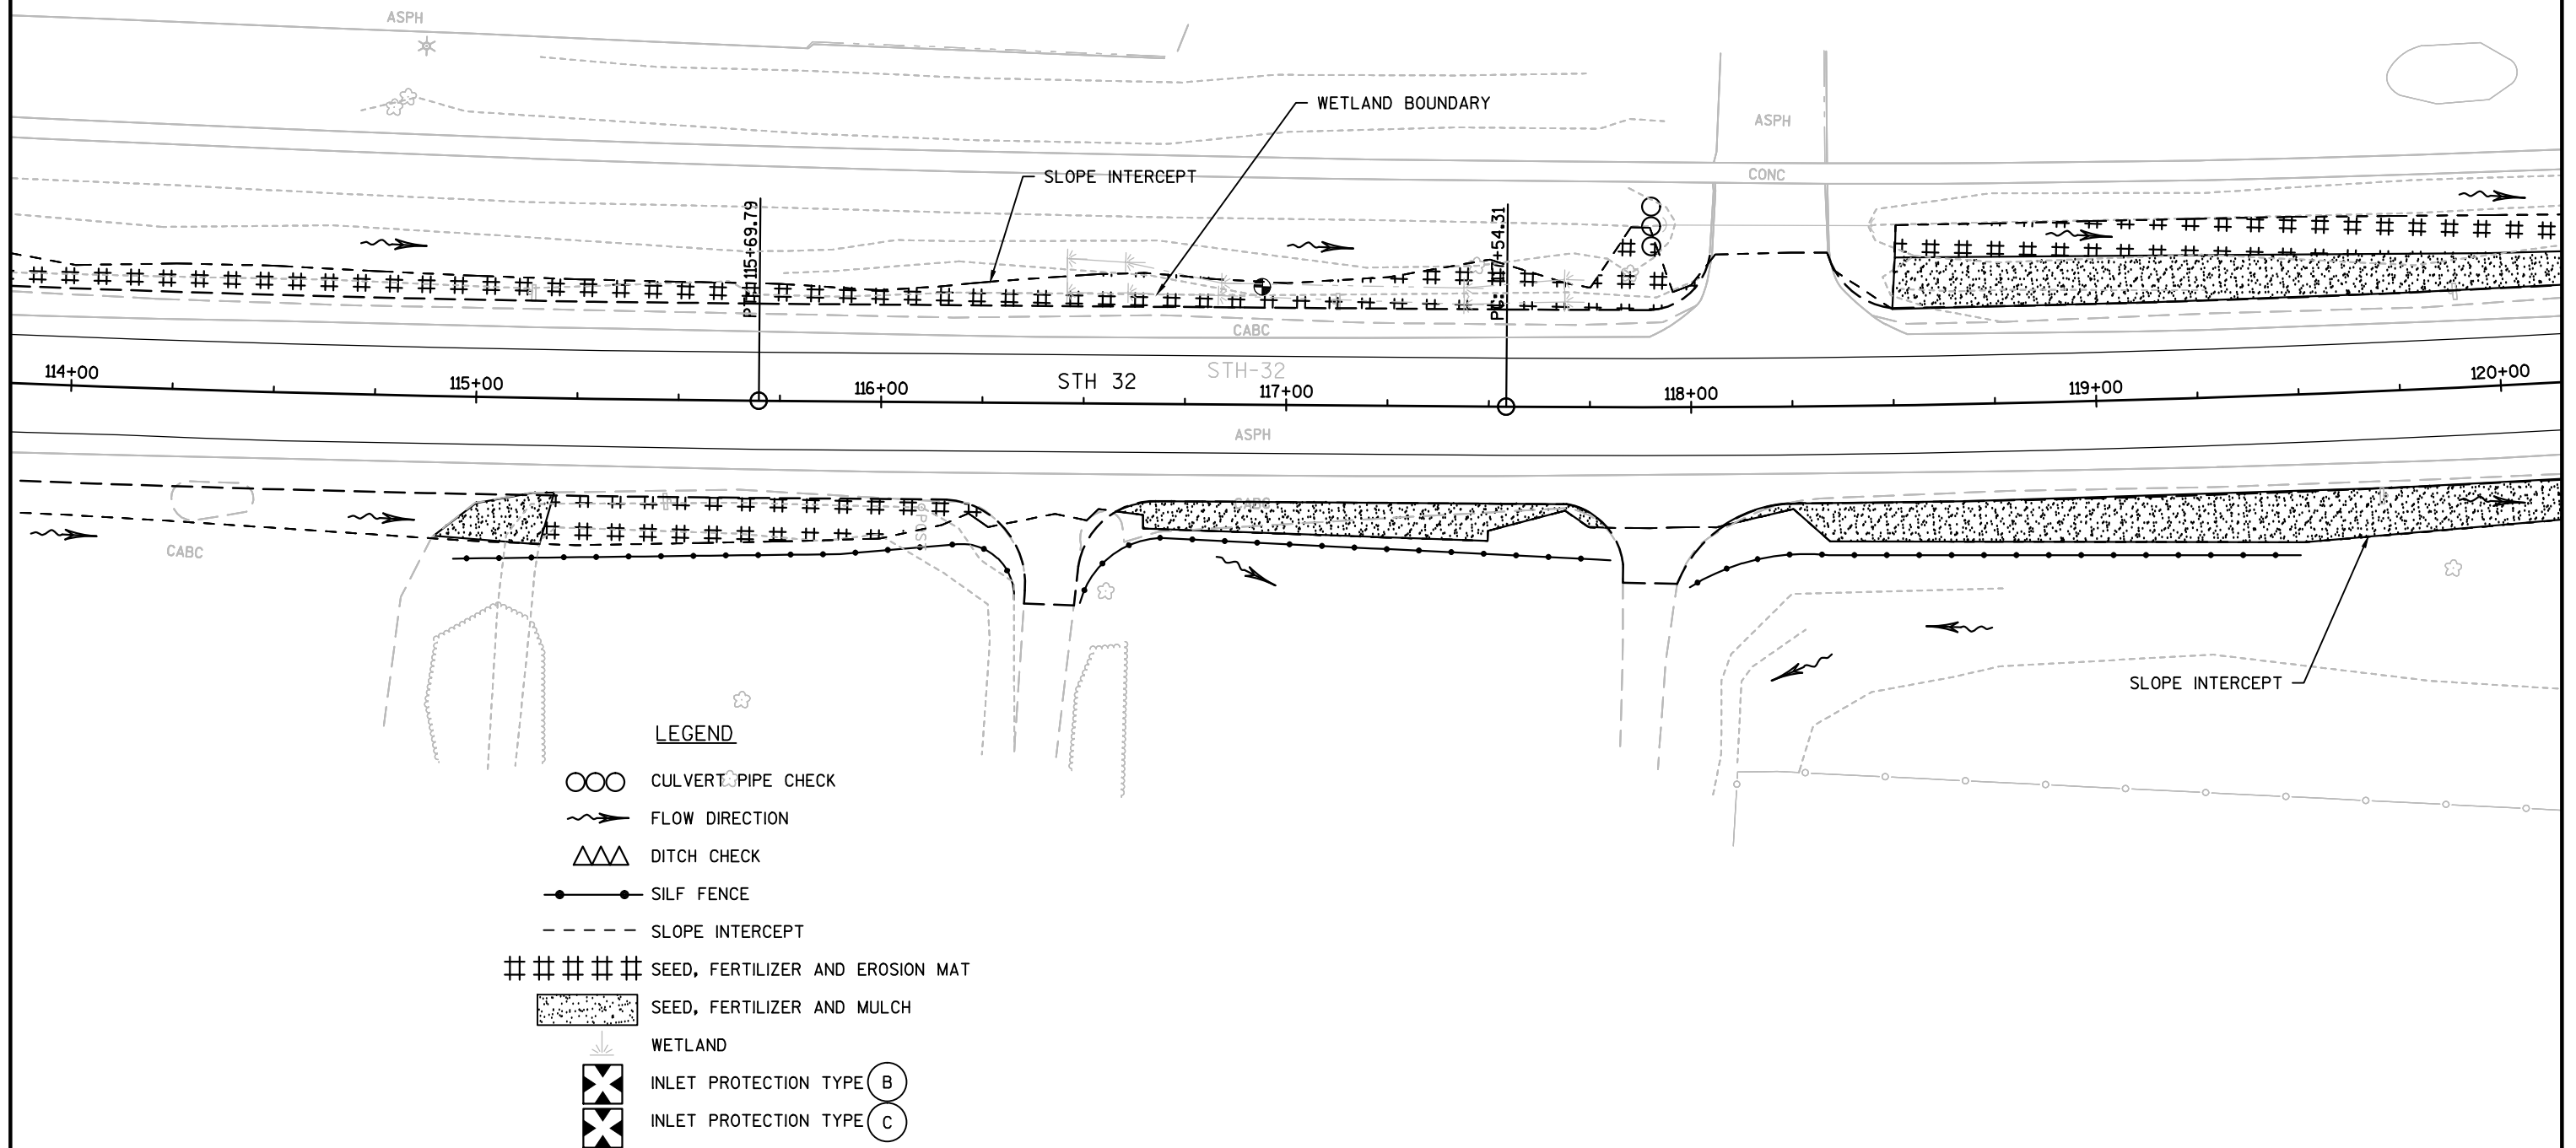 ASPH
WETLAND BOUNDARY
ASPH
CONC
SLOPE INTERCEPT
115+69.79
+54.31
CABC
STH-32
STH 32
114+00
115+00
116+00
117+00
118+00
119+00
120+00
ASPH
CABC
CABC
POST
SLOPE INTERCEPT
LEGEND
CULVERT PIPE CHECK
FLOW DIRECTION
DITCH CHECK
SILF FENCE
SLOPE INTERCEPT
SEED, FERTILIZER AND EROSION MAT
SEED, FERTILIZER AND MULCH
WETLAND
INLET PROTECTION TYPE B
INLET PROTECTION TYPE C